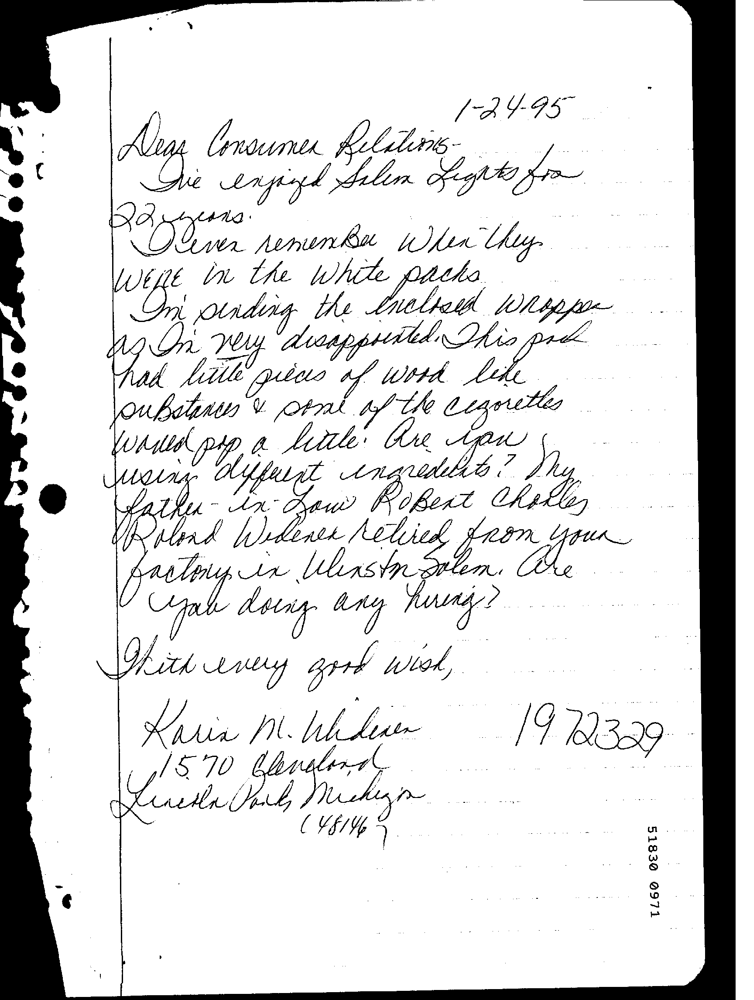 1-24-95
Dear Consumer Relations-
I've enjoyed Salem Lights for
22 years.
I even remember when they
WERE in the white packs
I'm sending the enclosed wrapper
as I'm very disappointed. This pack
had little pieces of wood like
substances & some of the cigarettes
would pop a little. Are you
using different ingredients? My
father-in-law Robert Charles
Roland Widener retired from your
factory in Winston Salem. Are
you doing any hiring?
With every good wish,
Karin M. Widener
1972329
1570 Cleveland
Lincoln Park Michigan
(48146)
51830 0971